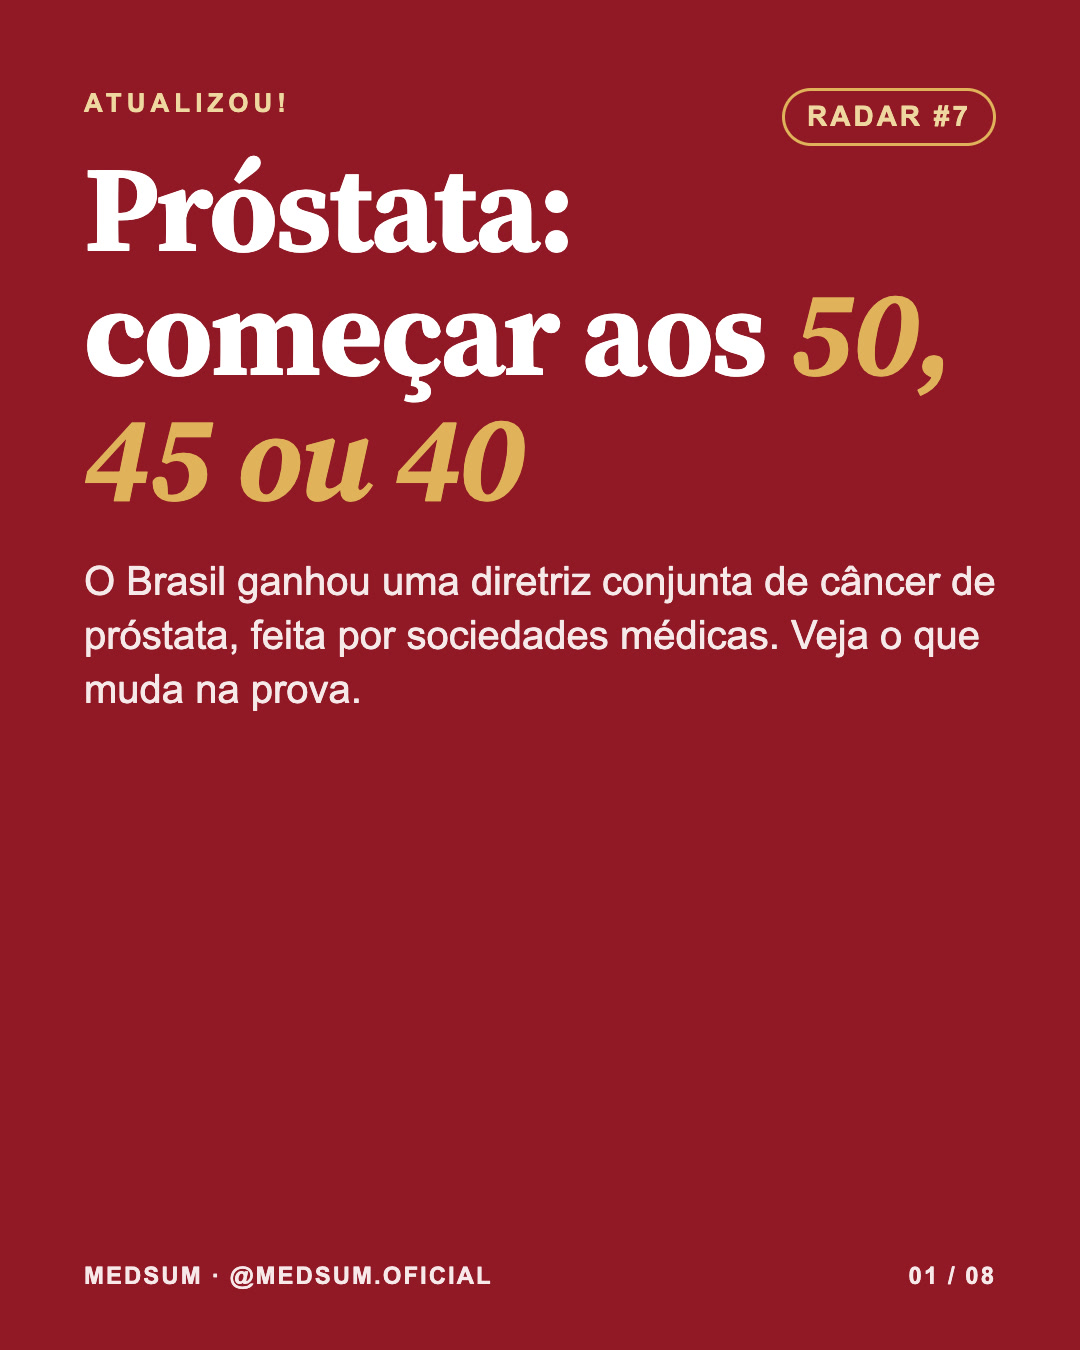 ATUALIZOU!
RADAR #7
Próstata:
começar aos 50,
45 ou 40
O Brasil ganhou uma diretriz conjunta de câncer de
próstata, feita por sociedades médicas. Veja o que
muda na prova.
MEDSUM · @MEDSUM.OFICIAL
01 / 08